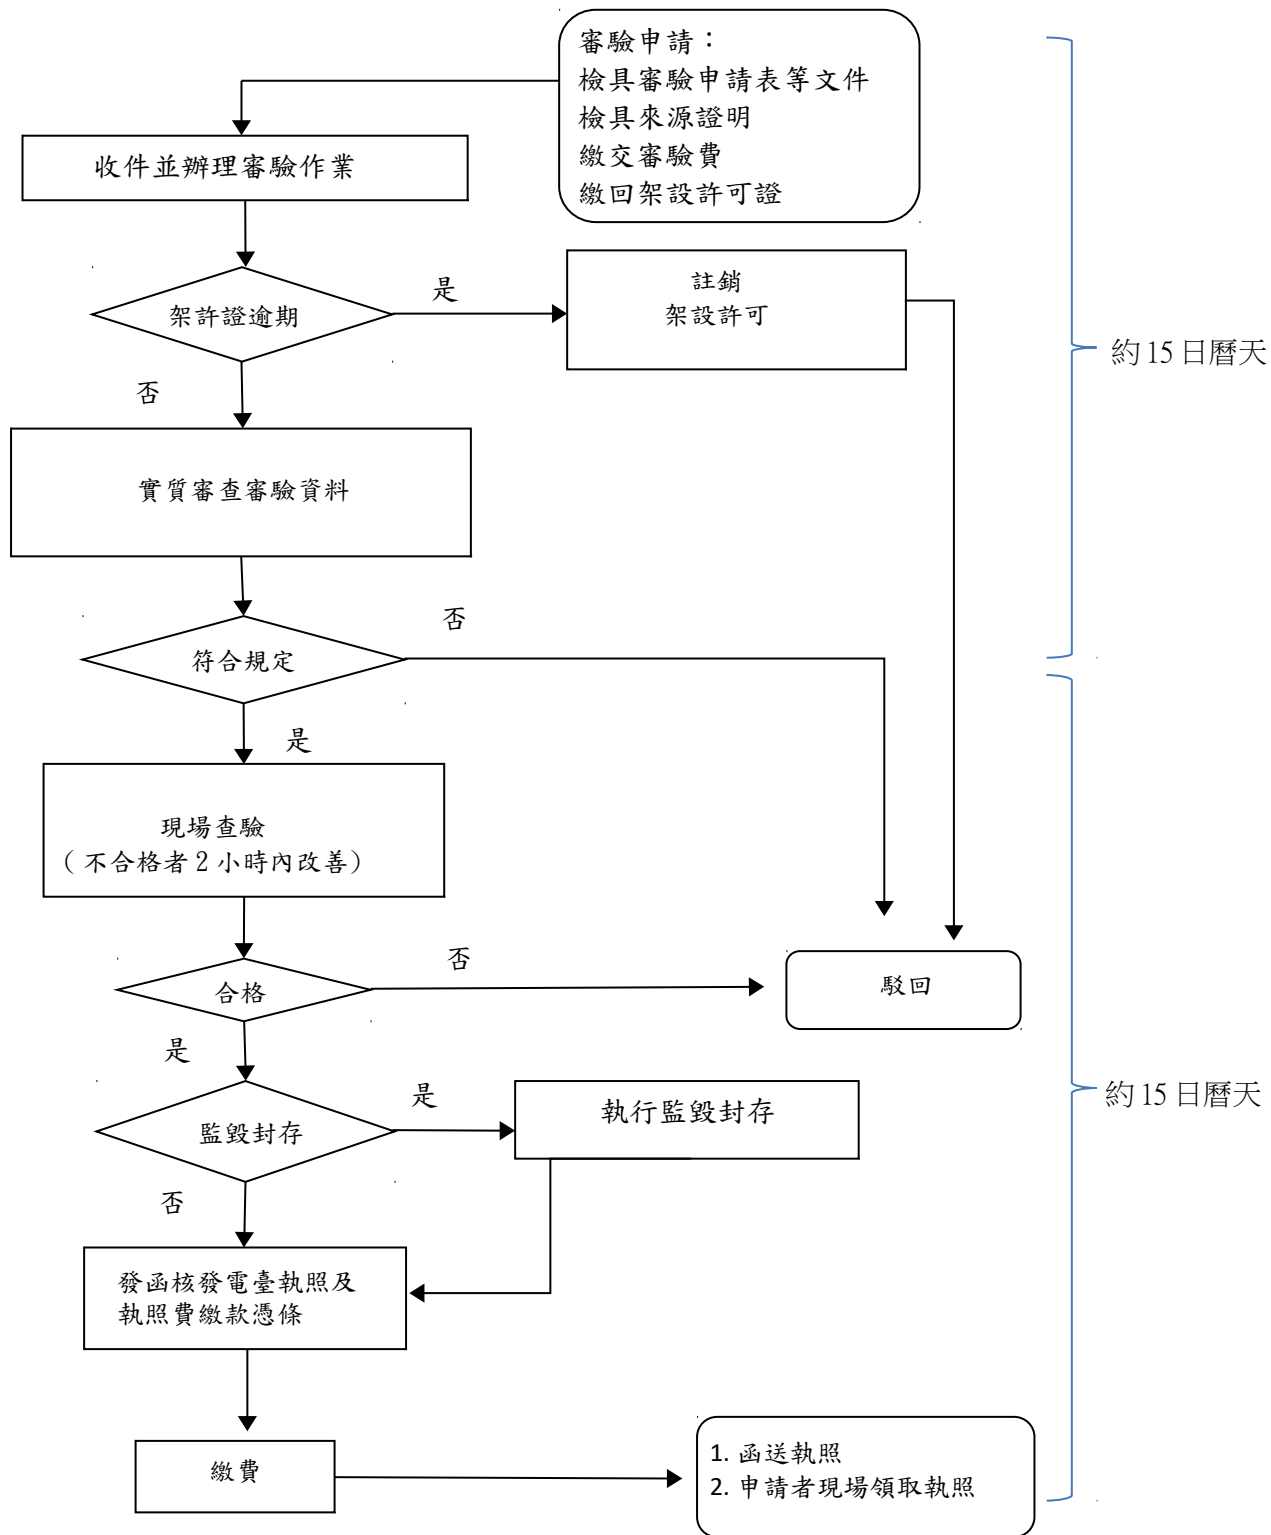 審驗申請：
檢具審驗申請表等文件
檢具來源證明
繳交審驗費
繳回架設許可證
收件並辦理審驗作業
架許證逾期
是
註銷
架設許可
約15日曆天
否
實質審查審驗資料
符合規定
否
是
現場查驗
（不合格者2小時內改善）
合格
否
駁回
是
監毀封存
是
執行監毀封存
約15日曆天
否
發函核發電臺執照及
執照費繳款憑條
繳費
1. 函送執照
2. 申請者現場領取執照